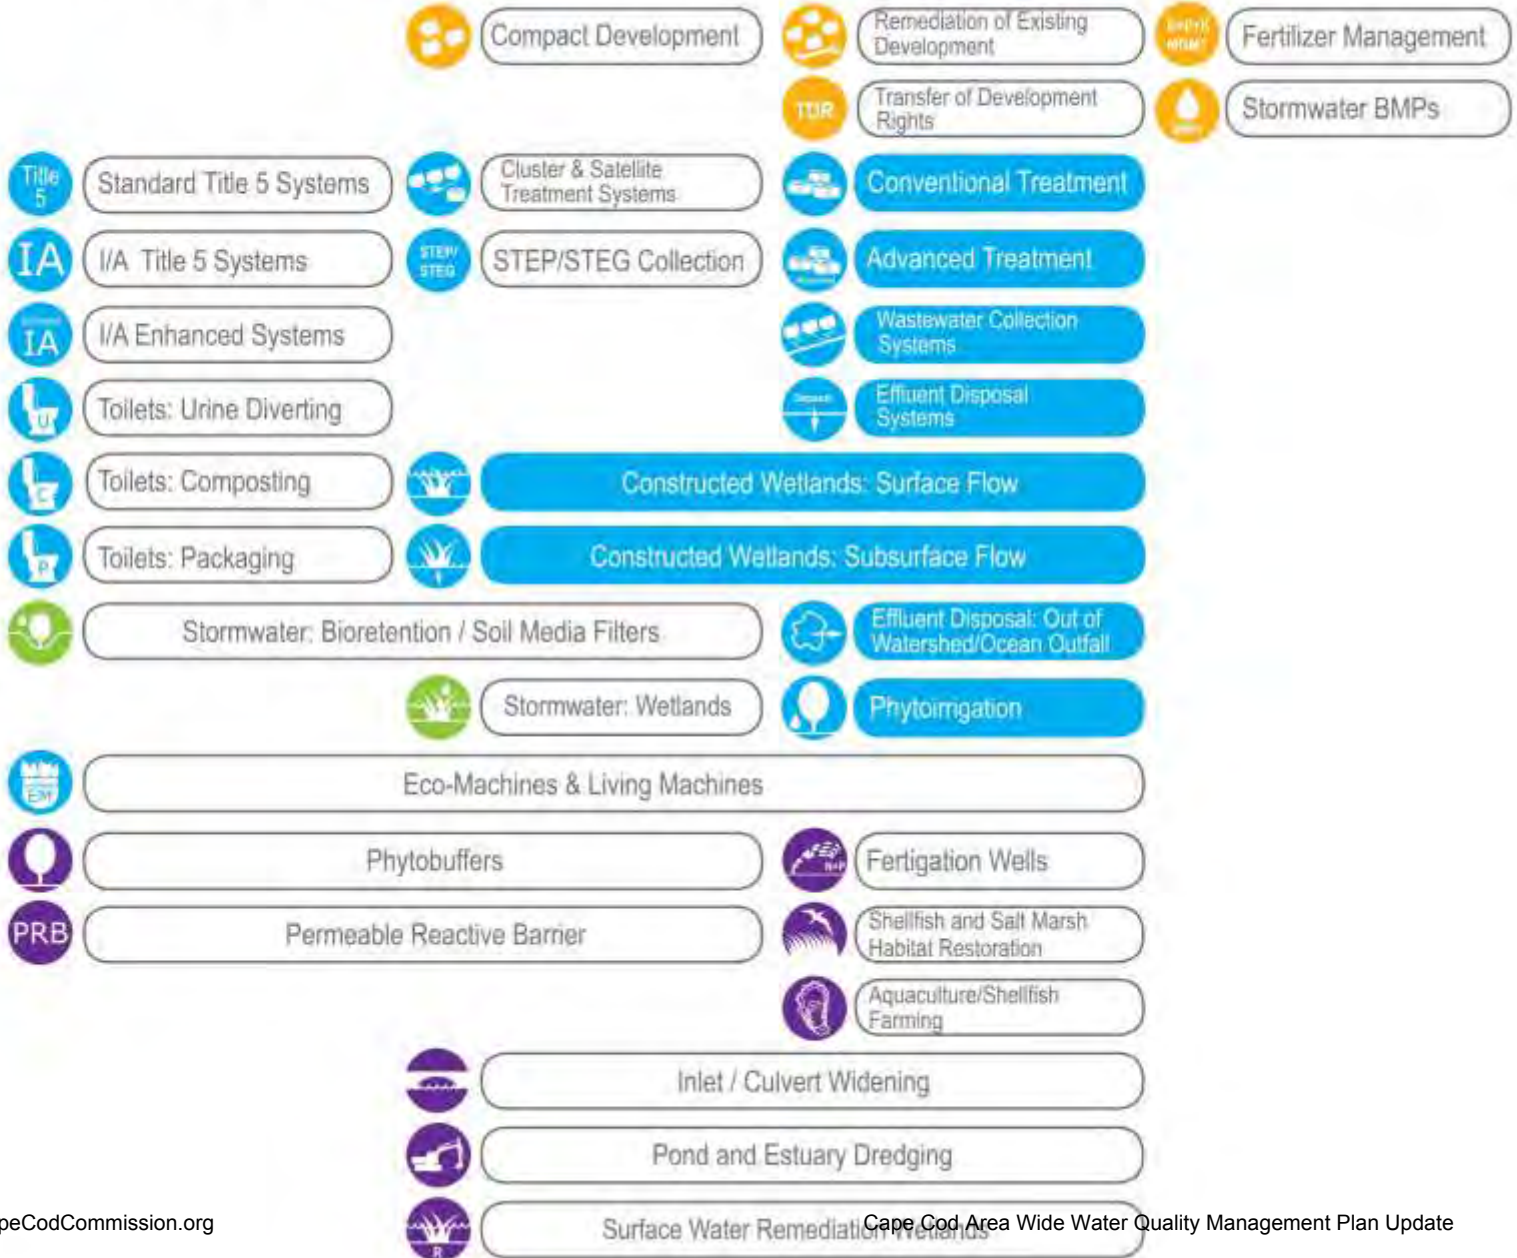 Compact Development
Remediation of Existing
Development
Fertilizer Management
TDR
Transfer of Development
Rights
Stormwater BMPs
Title
5
Standard Title 5 Systems
Cluster & Satellite
Treatment Systems
Conventional Treatment
IA
I/A Title 5 Systems
STEP/
STEG
STEP/STEG Collection
Advanced Treatment
IA
I/A Enhanced Systems
Wastewater Collection
Systems
U
Toilets: Urine Diverting
Effluent Disposal
Systems
C
Toilets: Composting
Constructed Wetlands: Surface Flow
P
Toilets: Packaging
Constructed Wetlands: Subsurface Flow
Stormwater: Bioretention / Soil Media Filters
Effluent Disposal: Out of
Watershed/Ocean Outfall
Stormwater: Wetlands
Phytoirrigation
EM
Eco-Machines & Living Machines
Phytobuffers
Fertigation Wells
PRB
Permeable Reactive Barrier
Shellfish and Salt Marsh
Habitat Restoration
Aquaculture/Shellfish
Farming
Inlet / Culvert Widening
Pond and Estuary Dredging
R
Surface Water Remediation Wetlands
peCodCommission.org
Cape Cod Area Wide Water Quality Management Plan Update